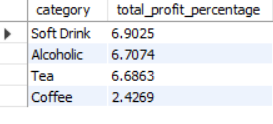 category total_profit_percentage
Soft Drink 6.9025
Alcoholic 6.7074
Tea 6.6863
Coffee 2.4269